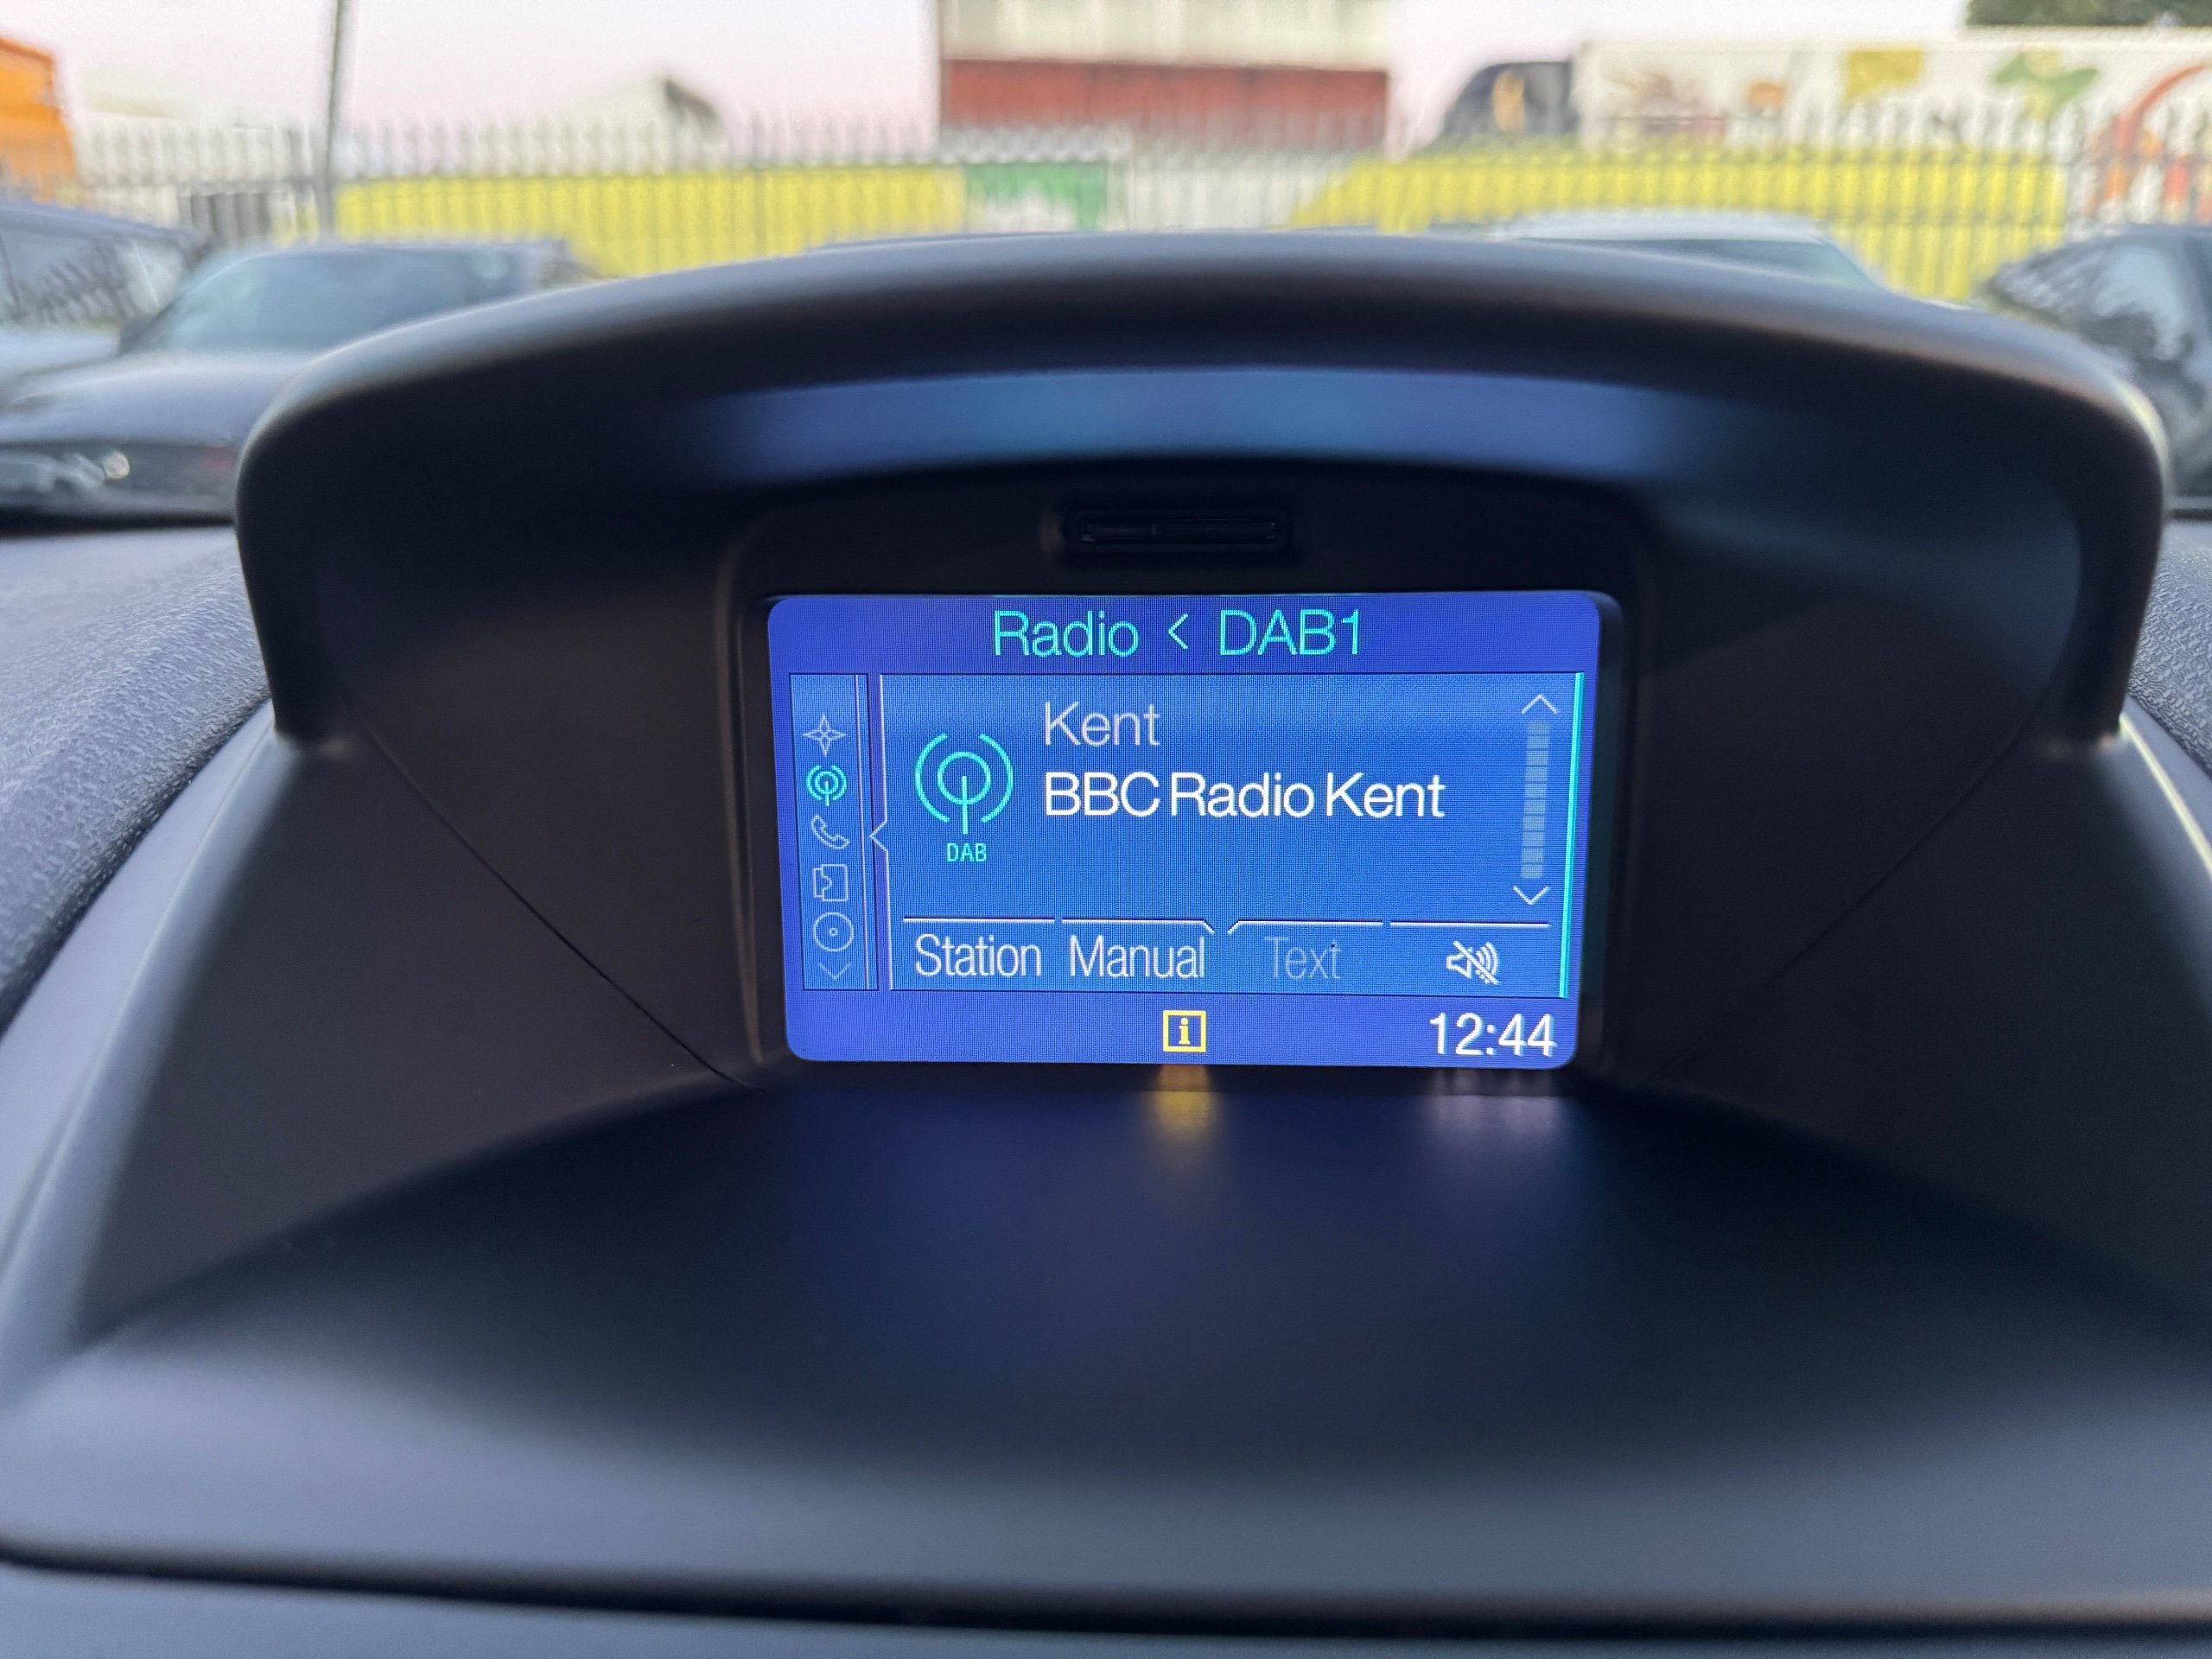 Radio < DAB1
Kent
BBC Radio Kent
DAB
Station Manual Text
i 12:44